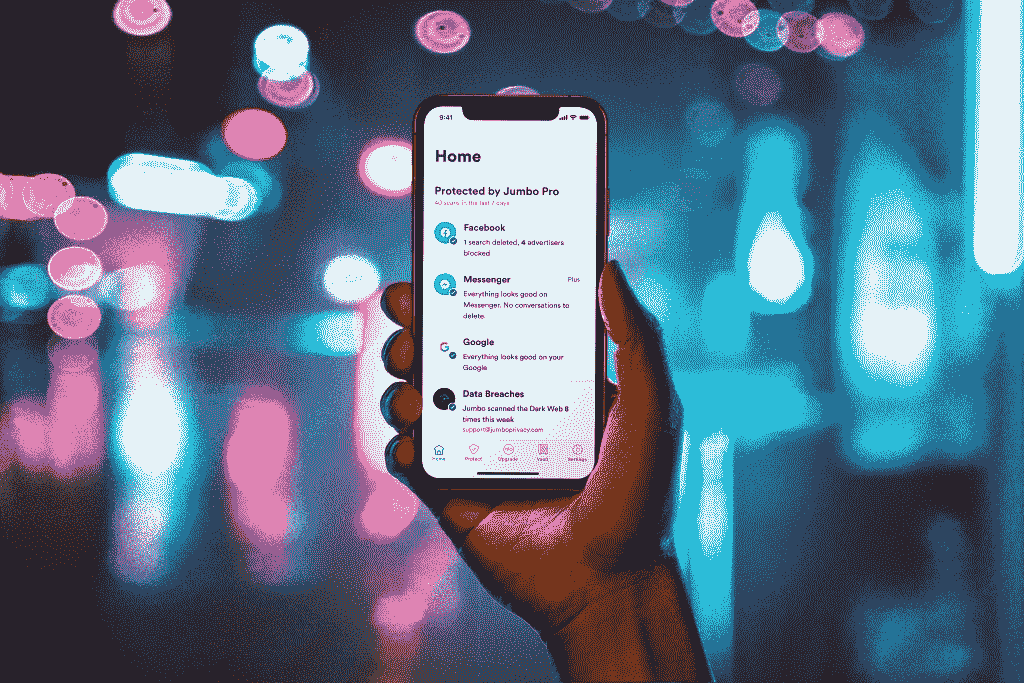 9:41
Home
Protected by Jumbo Pro
40 scans in the last 7 days
Facebook
1 search deleted, 4 advertisers
blocked
Messenger Plus
Everything looks good on
Messenger. No conversations to
delete.
Google
Everything looks good on your
Google
Data Breaches
Jumbo scanned the Dark Web 8
times this week
support@jumboprivacy.com
Home Protect Upgrade Vault Settings